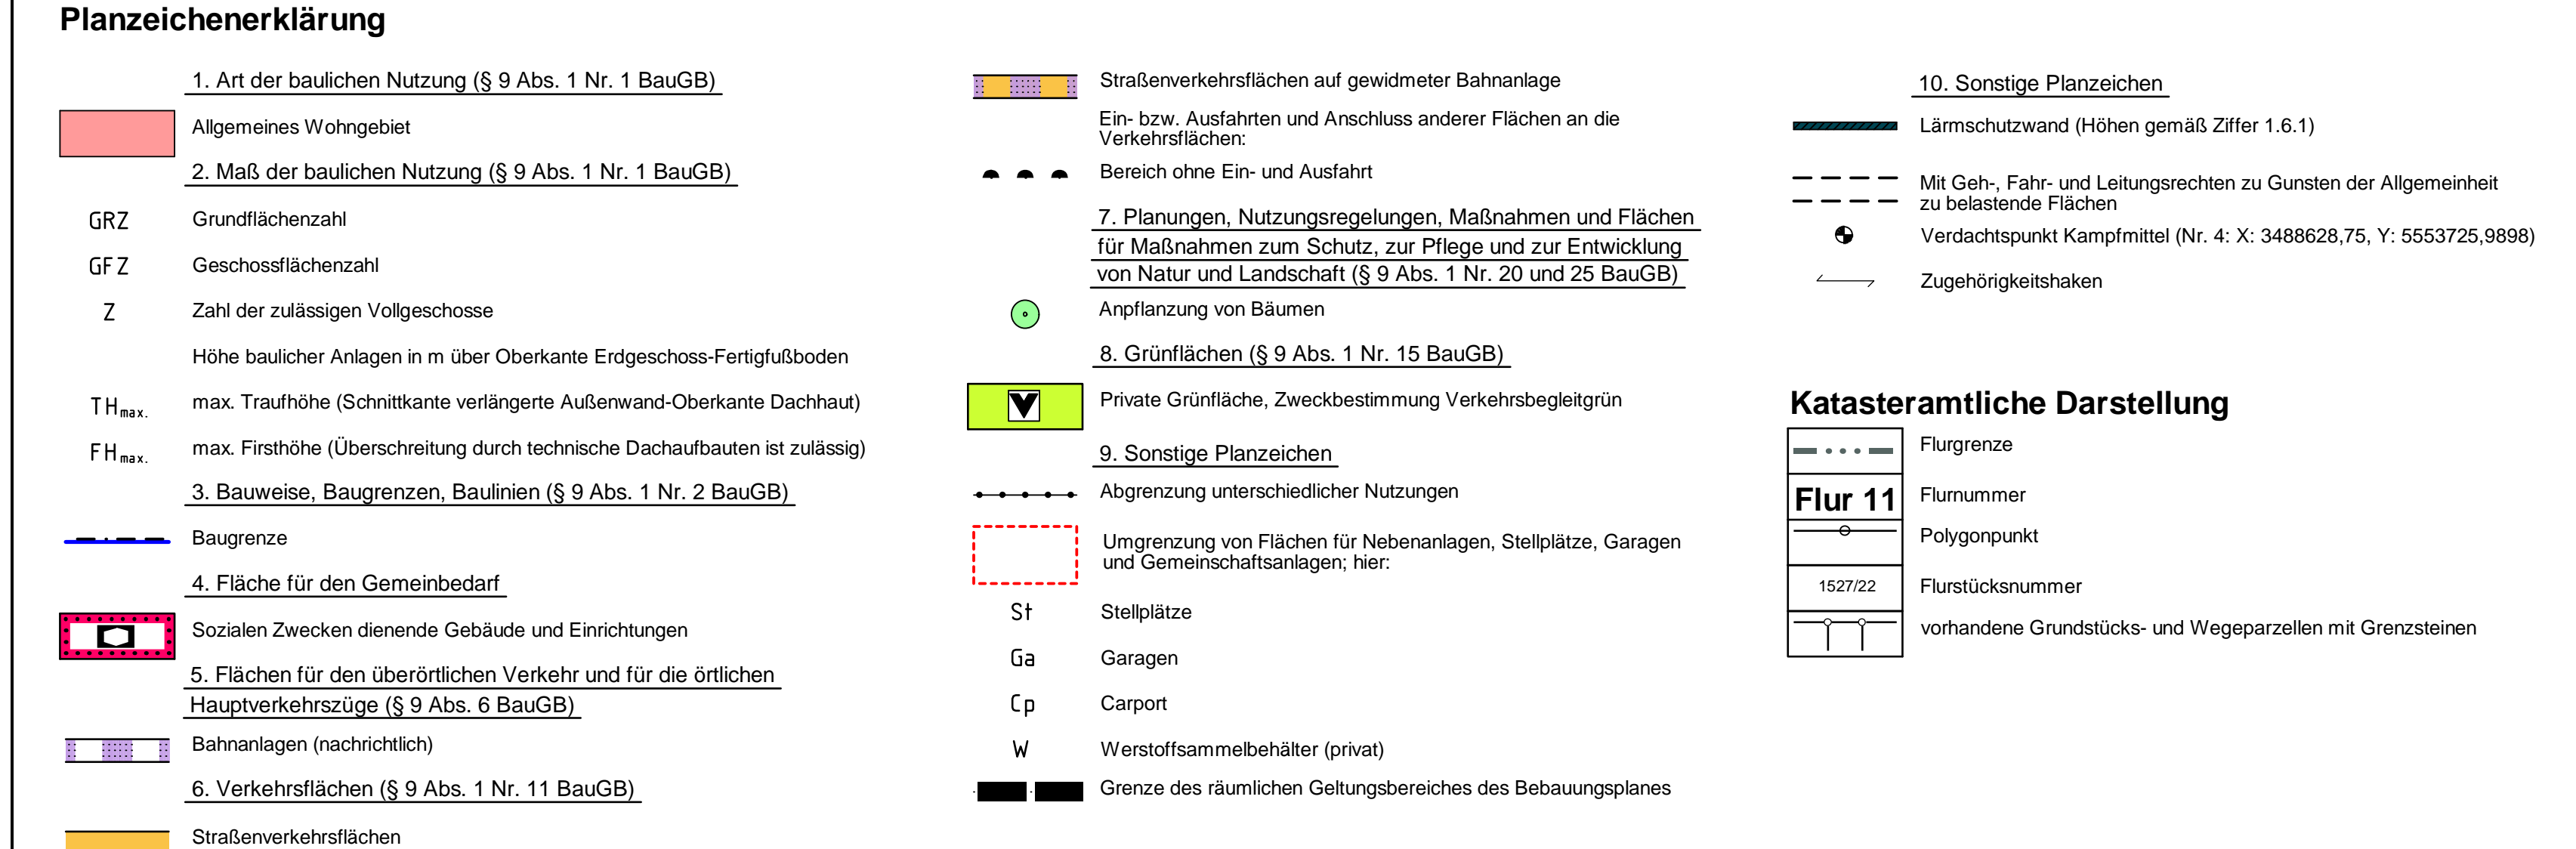 Planzeichenerklärung
1. Art der baulichen Nutzung (§ 9 Abs. 1 Nr. 1 BauGB)
Allgemeines Wohngebiet
2. Maß der baulichen Nutzung (§ 9 Abs. 1 Nr. 1 BauGB)
GRZ Grundflächenzahl
GFZ Geschossflächenzahl
Z Zahl der zulässigen Vollgeschosse
Höhe baulicher Anlagen in m über Oberkante Erdgeschoss-Fertigfußboden
THmax. max. Traufhöhe (Schnittkante verlängerte Außenwand-Oberkante Dachhaut)
FHmax. max. Firsthöhe (Überschreitung durch technische Dachaufbauten ist zulässig)
3. Bauweise, Baugrenzen, Baulinien (§ 9 Abs. 1 Nr. 2 BauGB)
Baugrenze
4. Fläche für den Gemeinbedarf
Sozialen Zwecken dienende Gebäude und Einrichtungen
5. Flächen für den überörtlichen Verkehr und für die örtlichen
Hauptverkehrszüge (§ 9 Abs. 6 BauGB)
Bahnanlagen (nachrichtlich)
6. Verkehrsflächen (§ 9 Abs. 1 Nr. 11 BauGB)
Straßenverkehrsflächen
Straßenverkehrsflächen auf gewidmeter Bahnanlage
Ein- bzw. Ausfahrten und Anschluss anderer Flächen an die
Verkehrsflächen:
Bereich ohne Ein- und Ausfahrt
7. Planungen, Nutzungsregelungen, Maßnahmen und Flächen
für Maßnahmen zum Schutz, zur Pflege und zur Entwicklung
von Natur und Landschaft (§ 9 Abs. 1 Nr. 20 und 25 BauGB)
Anpflanzung von Bäumen
8. Grünflächen (§ 9 Abs. 1 Nr. 15 BauGB)
Private Grünfläche, Zweckbestimmung Verkehrsbegleitgrün
9. Sonstige Planzeichen
Abgrenzung unterschiedlicher Nutzungen
Umgrenzung von Flächen für Nebenanlagen, Stellplätze, Garagen
und Gemeinschaftsanlagen; hier:
St Stellplätze
Ga Garagen
Cp Carport
W Werstoffsammelbehälter (privat)
Grenze des räumlichen Geltungsbereiches des Bebauungsplanes
10. Sonstige Planzeichen
Lärmschutzwand (Höhen gemäß Ziffer 1.6.1)
Mit Geh-, Fahr- und Leitungsrechten zu Gunsten der Allgemeinheit
zu belastende Flächen
Verdachtspunkt Kampfmittel (Nr. 4: X: 3488628,75, Y: 5553725,9898)
Zugehörigkeitshaken
Katasteramtliche Darstellung
Flurgrenze
Flur 11 Flurnummer
Polygonpunkt
1527/22 Flurstücksnummer
vorhandene Grundstücks- und Wegeparzellen mit Grenzsteinen